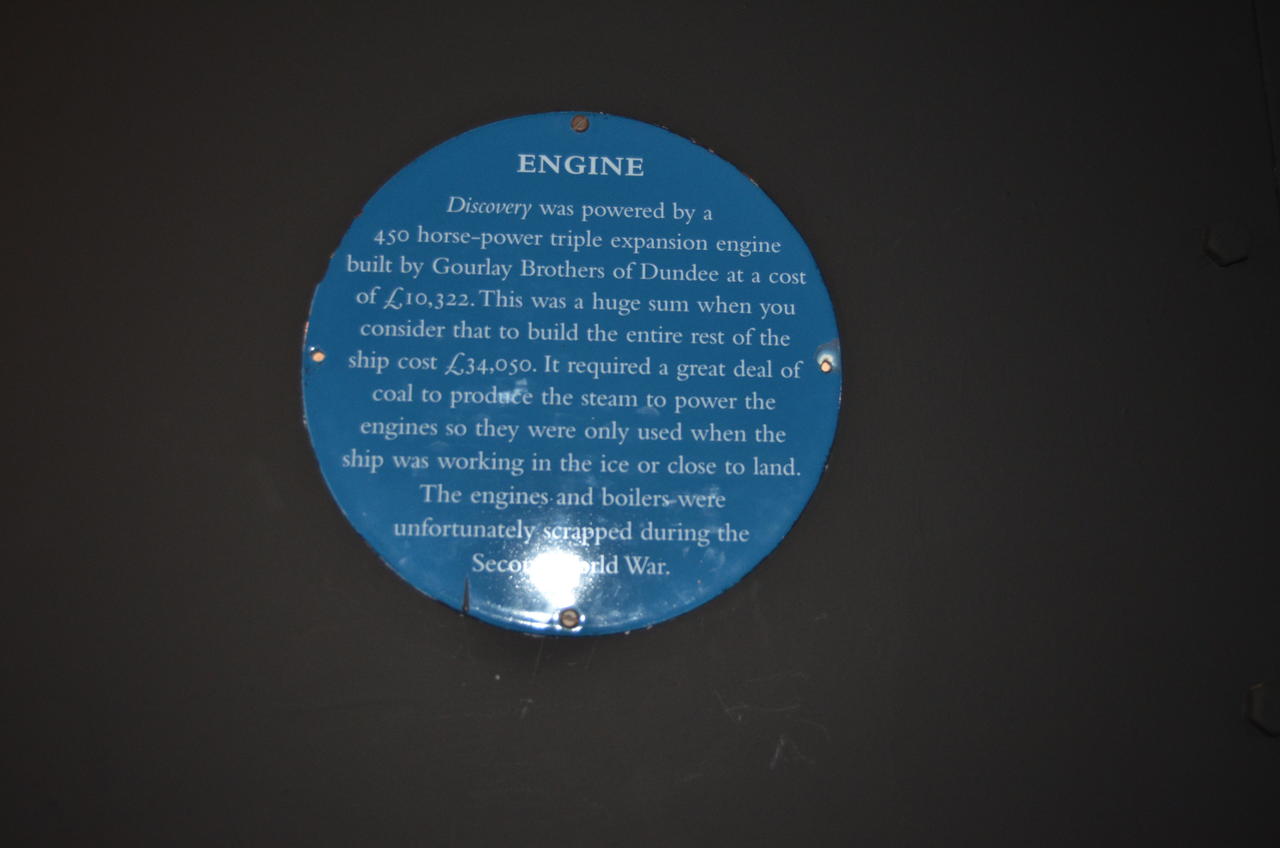 ENGINE
Discovery was powered by a
450 horse-power triple expansion engine
built by Gourlay Brothers of Dundee at a cost
of £10,322. This was a huge sum when you
consider that to build the entire rest of the
ship cost £34,050. It required a great deal of
coal to produce the steam to power the
engines so they were only used when the
ship was working in the ice or close to land.
The engines and boilers were
unfortunately scrapped during the
Second World War.